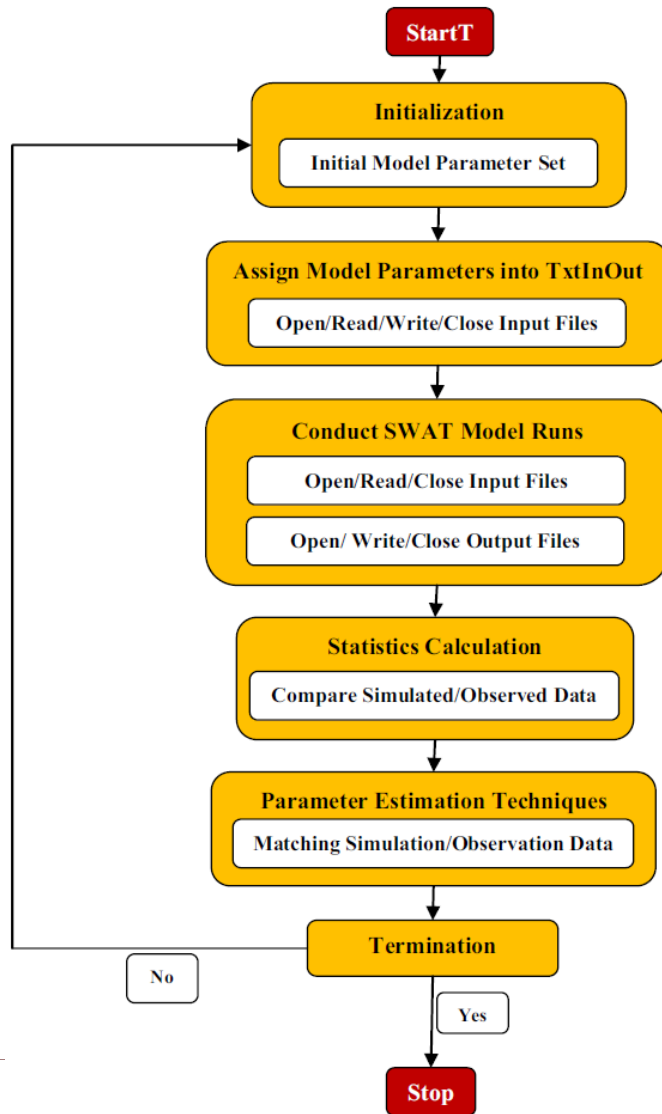 StartT
Initialization
Initial Model Parameter Set
Assign Model Parameters into TxtInOut
Open/Read/Write/Close Input Files
Conduct SWAT Model Runs
Open/Read/Close Input Files
Open/ Write/Close Output Files
Statistics Calculation
Compare Simulated/Observed Data
Parameter Estimation Techniques
Matching Simulation/Observation Data
Termination
No
Yes
Stop